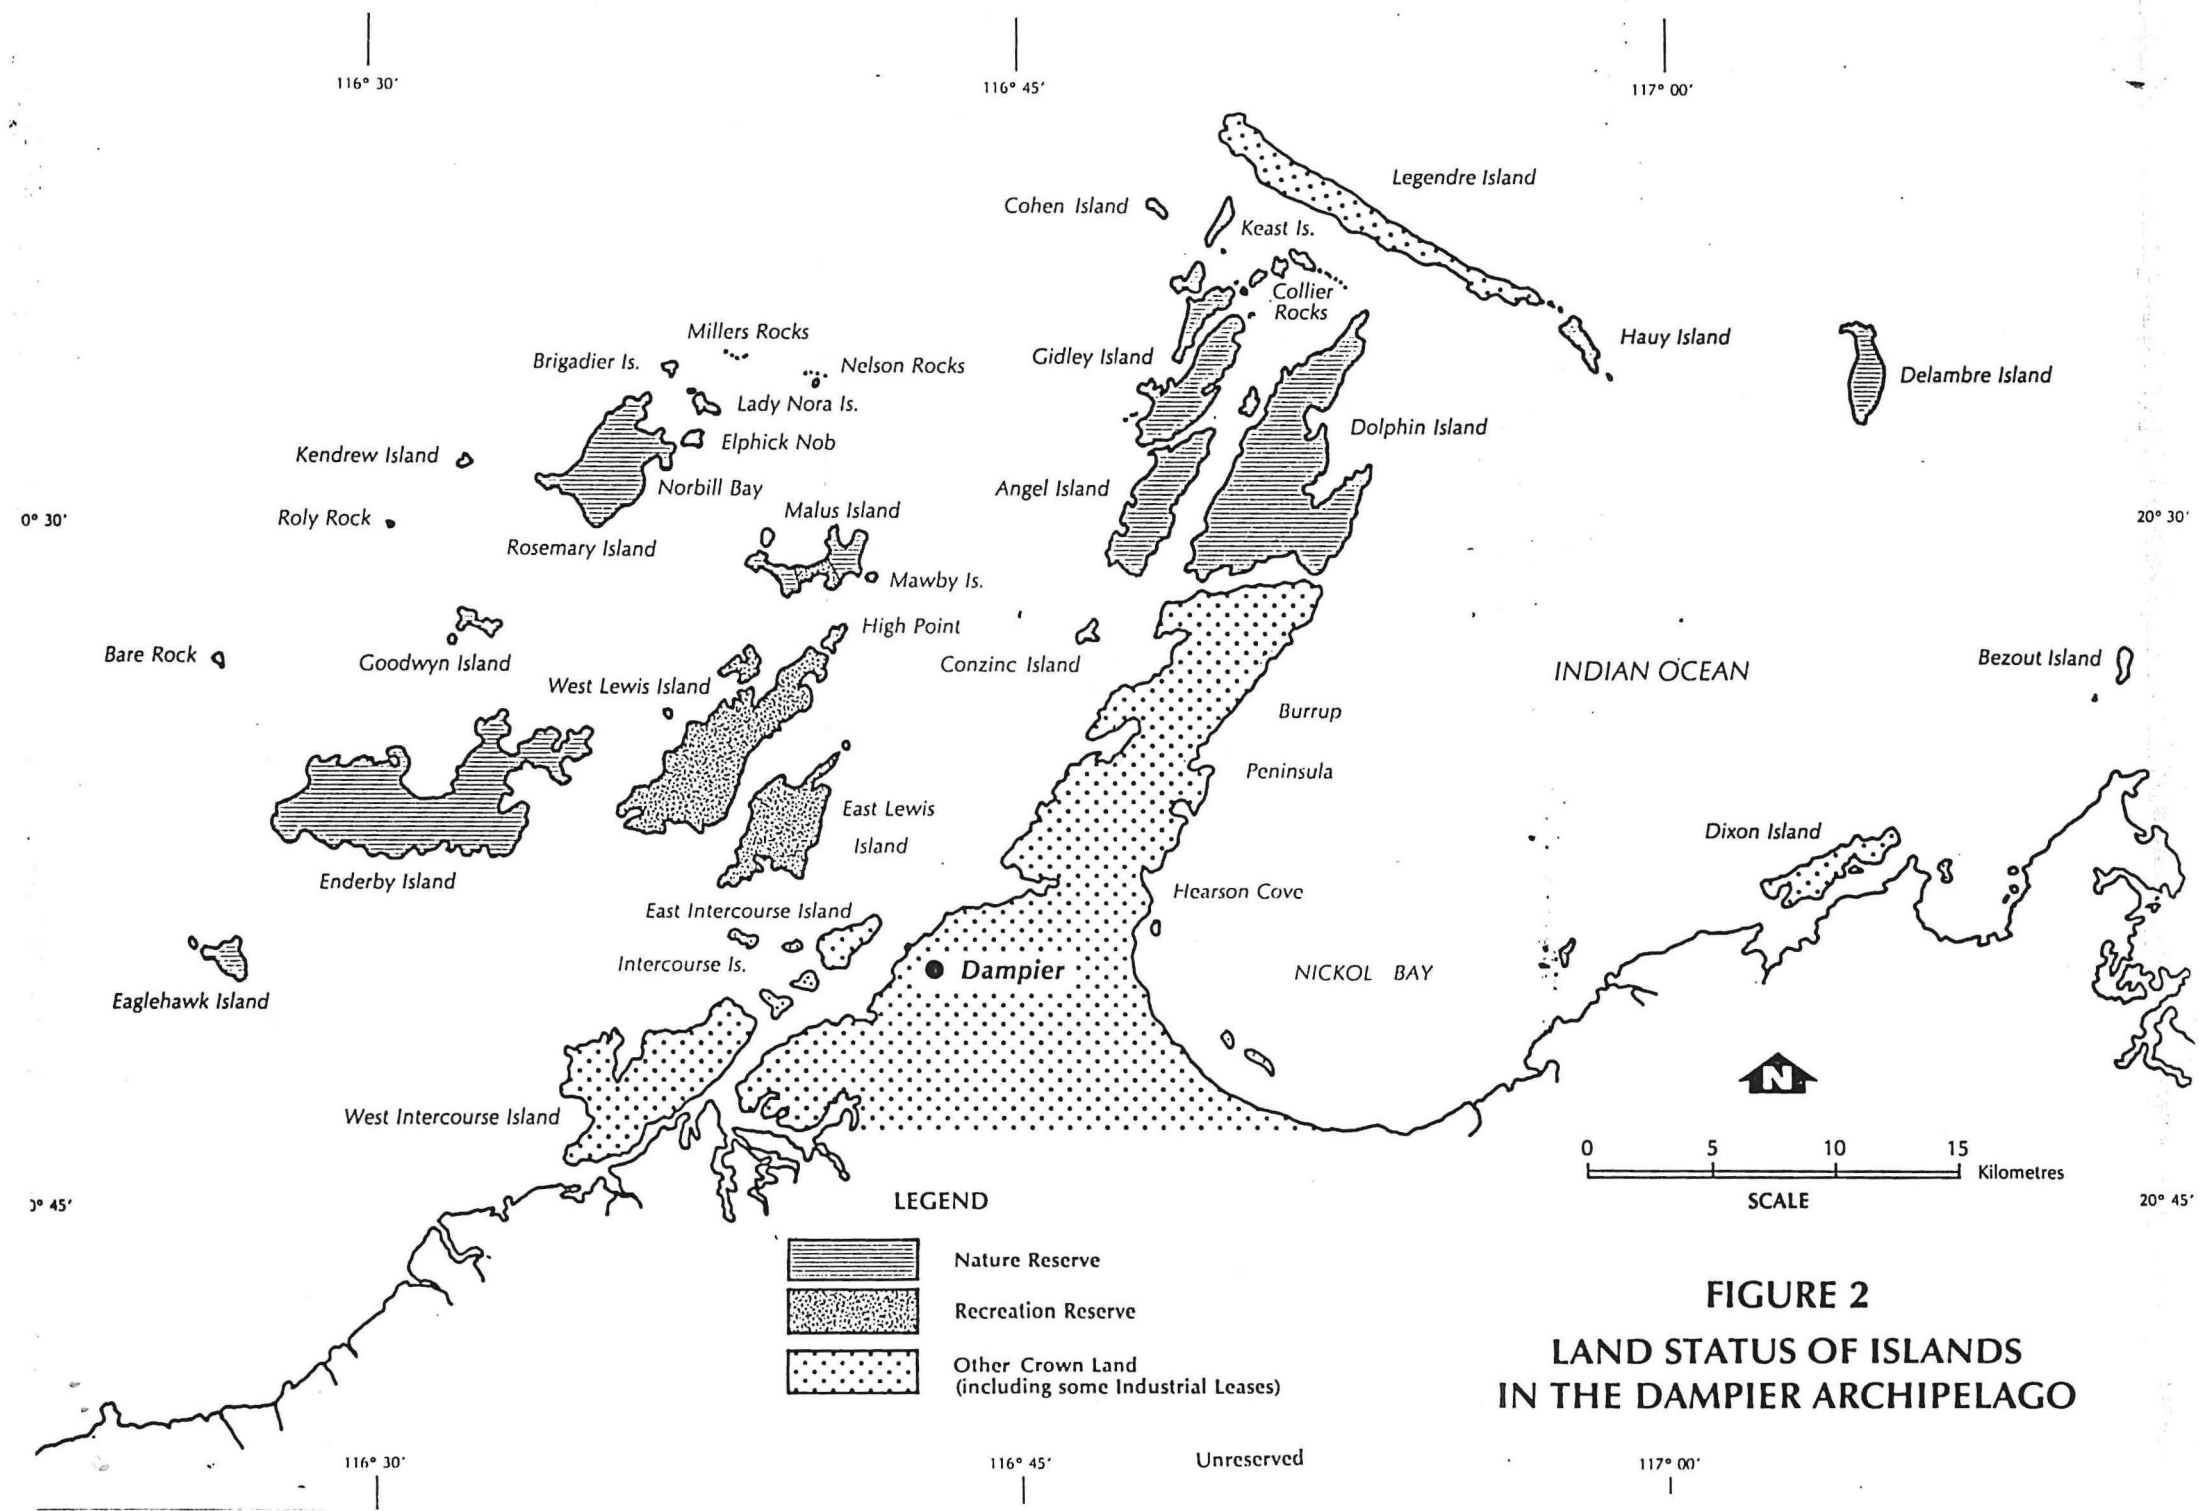 116° 30'
116° 45'
117° 00'
Legendre Island
Cohen Island
Keast Is.
Collier
Rocks
Millers Rocks
Hauy Island
Brigadier Is.
Nelson Rocks
Gidley Island
Delambre Island
Lady Nora Is.
Dolphin Island
Elphick Nob
Kendrew Island
Norbill Bay
Angel Island
Malus Island
0° 30'
Roly Rock
20° 30'
Rosemary Island
Mawby Is.
High Point
Bare Rock
Goodwyn Island
Conzinc Island
INDIAN OCEAN
Bezout Island
West Lewis Island
Burrup
Peninsula
East Lewis
Island
Dixon Island
Enderby Island
Hearson Cove
East Intercourse Island
Intercourse Is.
Dampier
NICKOL BAY
Eaglehawk Island
N
West Intercourse Island
0 5 10 15
Kilometres
SCALE
0° 45'
20° 45'
LEGEND
Nature Reserve
Recreation Reserve
Other Crown Land
(including some Industrial Leases)
Unreserved
FIGURE 2
LAND STATUS OF ISLANDS
IN THE DAMPIER ARCHIPELAGO
116° 30'
116° 45'
117° 00'